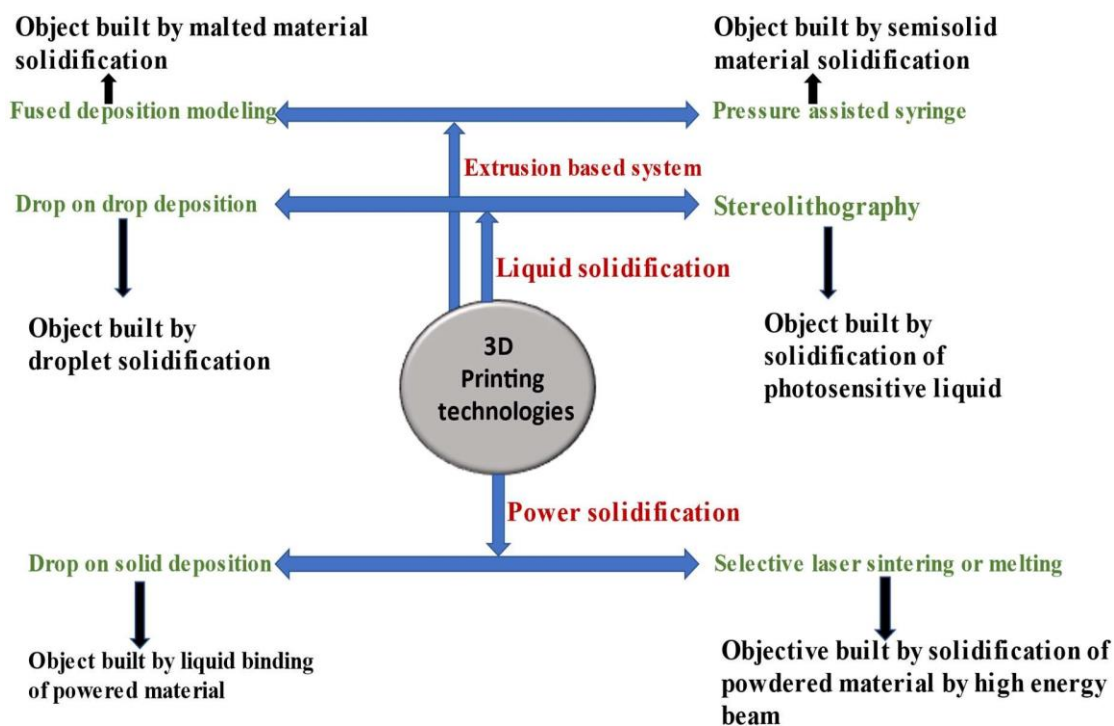 Object built by malted material
solidification
Object built by semisolid
material solidification
Fused deposition modeling
Pressure assisted syringe
Extrusion based system
Drop on drop deposition
Stereolithography
Liquid solidification
Object built by
droplet solidification
Object built by
solidification of
photosensitive liquid
3D
Printing
technologies
Power solidification
Drop on solid deposition
Selective laser sintering or melting
Object built by liquid binding
of powered material
Objective built by solidification of
powdered material by high energy
beam